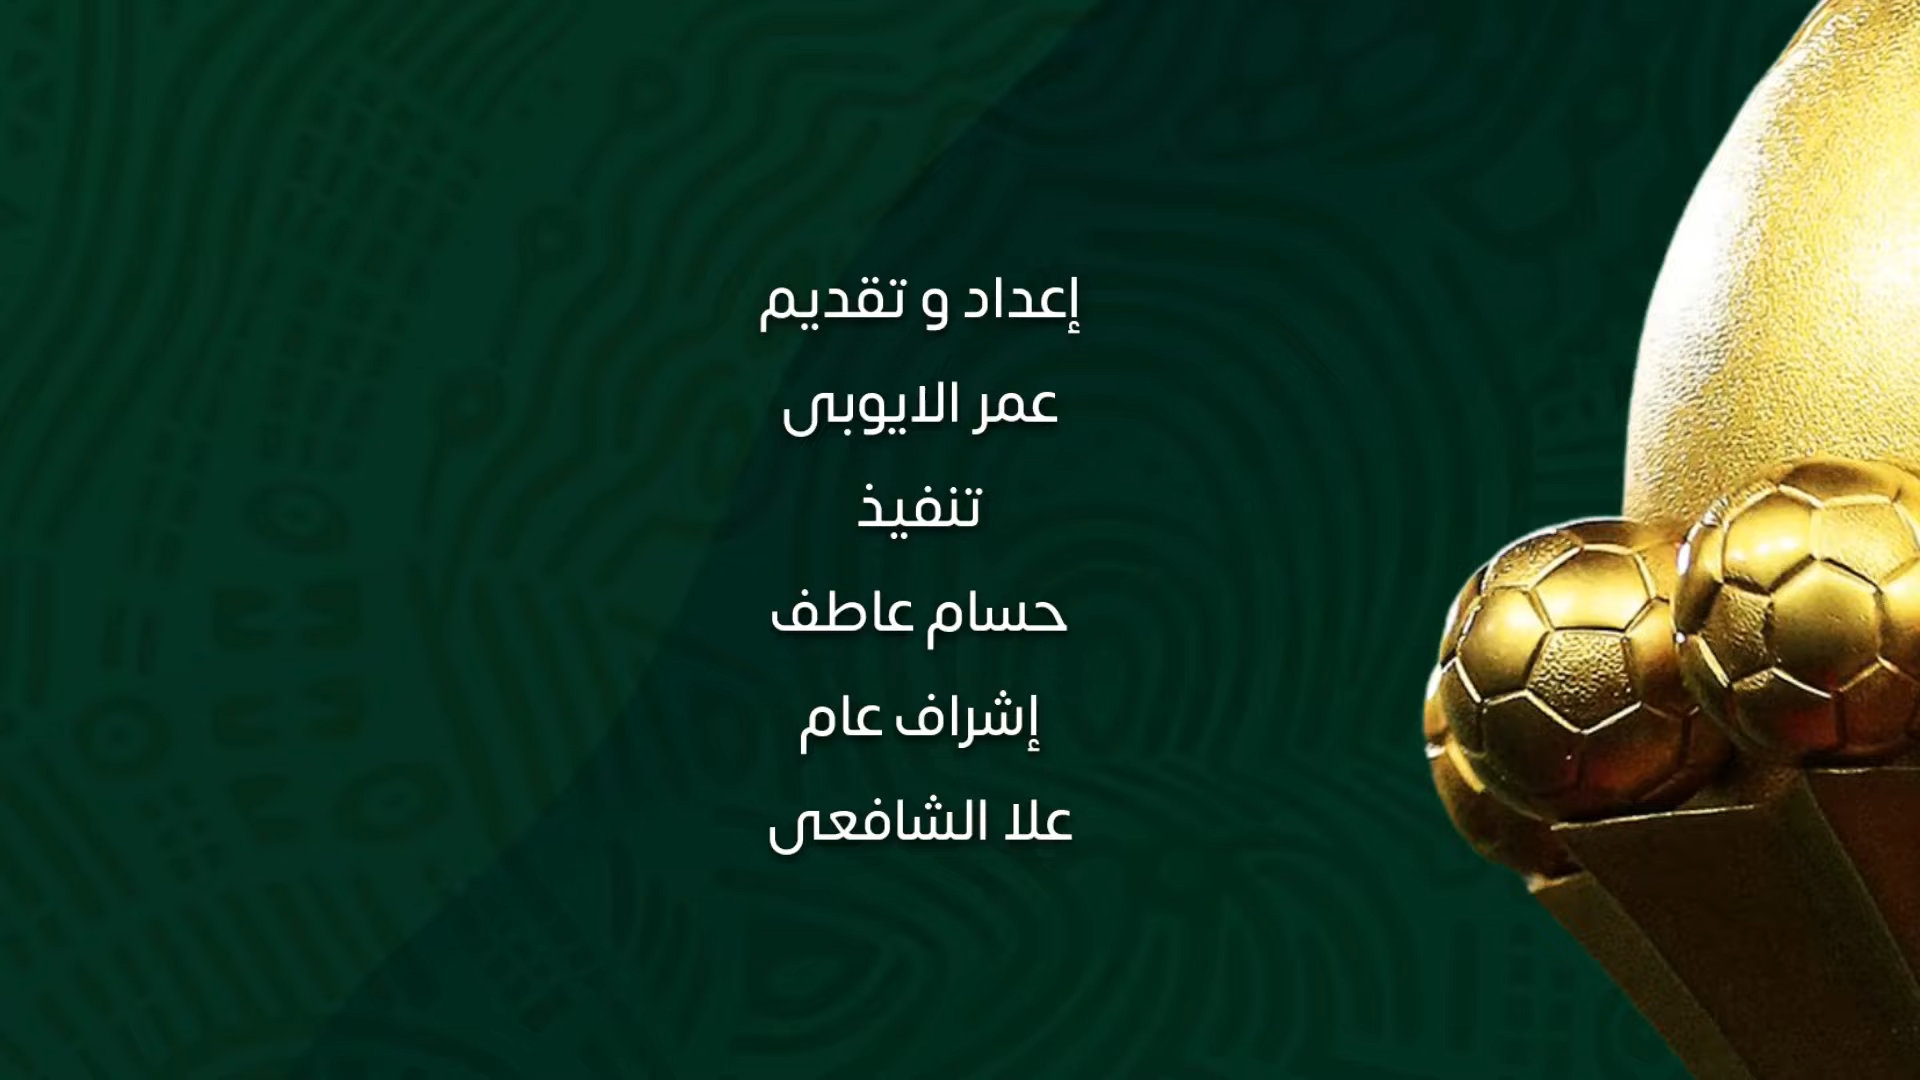 إعداد و تقديم
عمر الايوبى
تنفيذ
حسام عاطف
إشراف عام
علا الشافعى